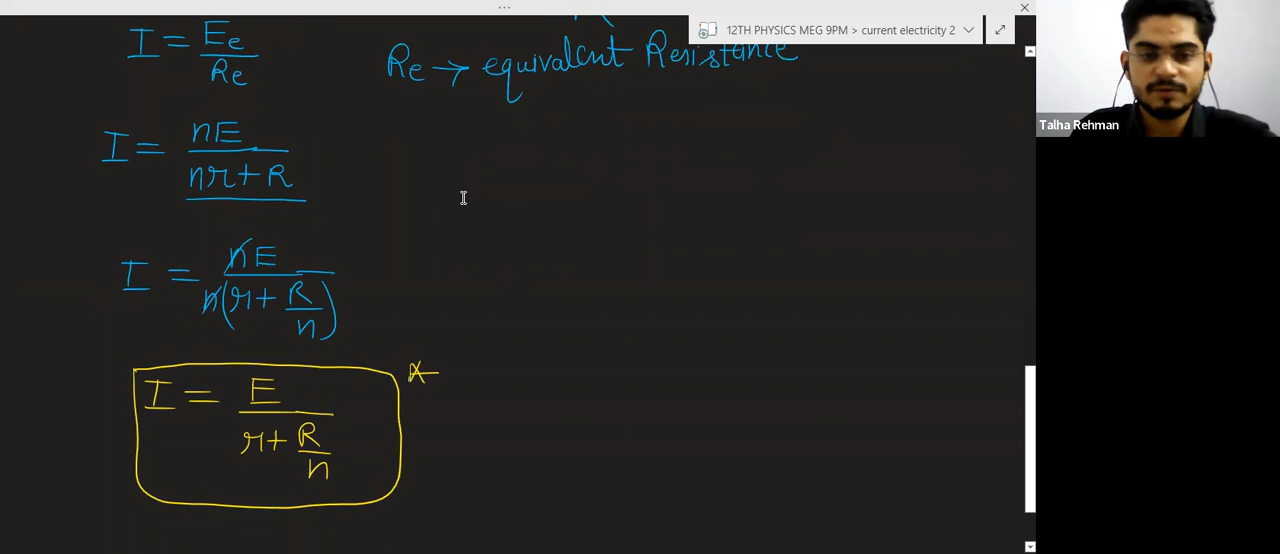 12TH PHYSICS MEG 9PM > current electricity 2
Talha Rehman
I = Ee/Re
Re → equivalent Resistance
I = nE/(nr + R)
I = nE/n(r + R/n)
I = E/(r + R/n)